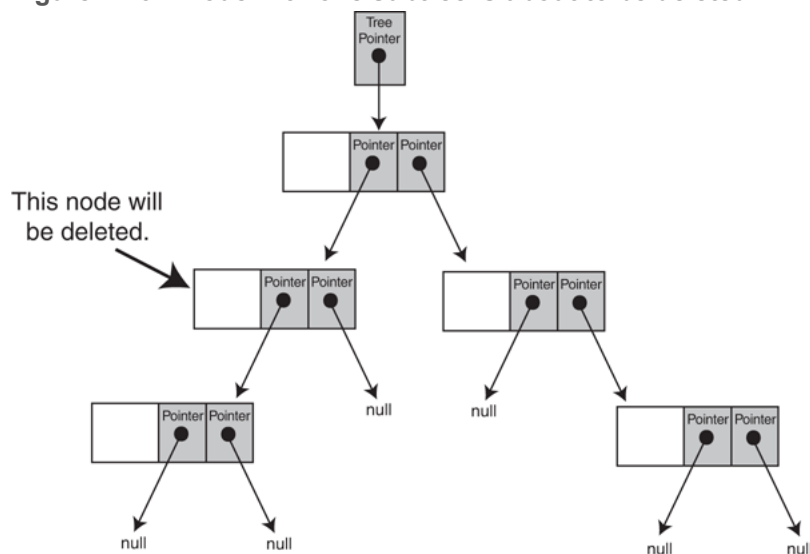 Tree
Pointer
Pointer Pointer
This node will
be deleted.
Pointer Pointer
Pointer Pointer
null
null
Pointer Pointer
Pointer Pointer
null
null
null
null